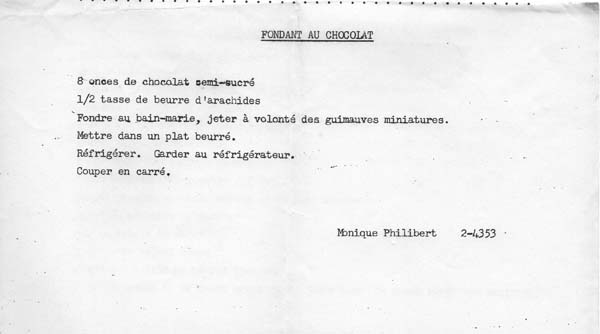 FONDANT AU CHOCOLAT
8 onces de chocolat semi-sucré
1/2 tasse de beurre d'arachides
Fondre au bain-marie, jeter à volonté des guimauves miniatures.
Mettre dans un plat beurré.
Réfrigérer. Garder au réfrigérateur.
Couper en carré.
Monique Philibert 2-4353